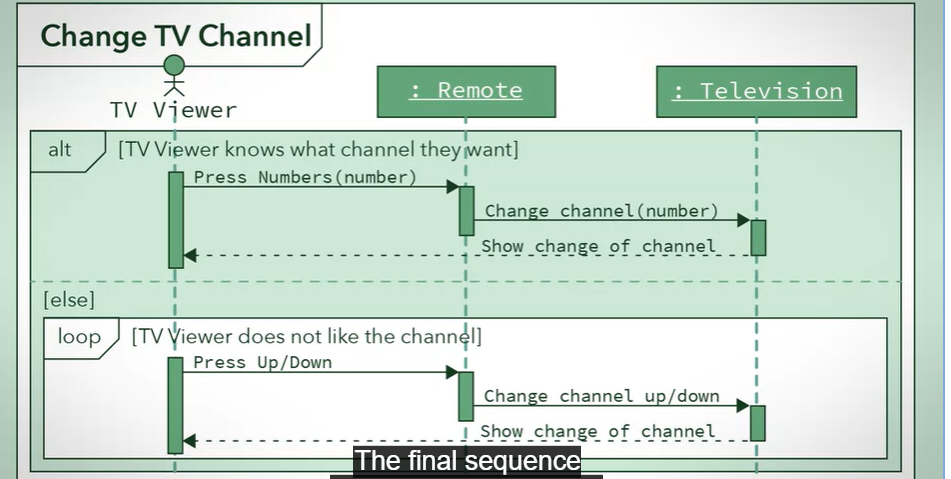 Change TV Channel
TV Viewer
: Remote
: Television
alt
[TV Viewer knows what channel they want]
Press Numbers(number)
Change channel(number)
Show change of channel
[else]
loop
[TV Viewer does not like the channel]
Press Up/Down
Change channel up/down
Show change of channel
The final sequence